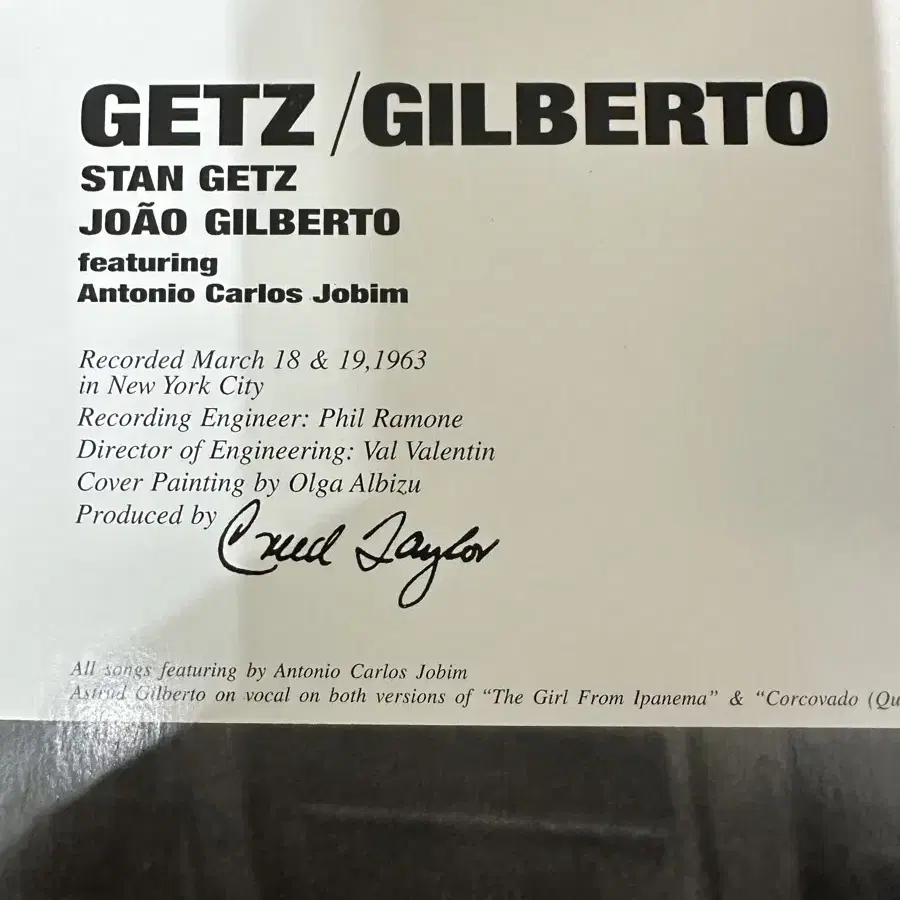 GETZ/GILBERTO
STAN GETZ
JOÃO GILBERTO
featuring
Antonio Carlos Jobim
Recorded March 18 & 19,1963
in New York City
Recording Engineer: Phil Ramone
Director of Engineering: Val Valentin
Cover Painting by Olga Albizu
Produced by Creed Taylor
All songs featuring by Antonio Carlos Jobim
Astrud Gilberto on vocal on both versions of “The Girl From Ipanema” & “Corcovado (Qu